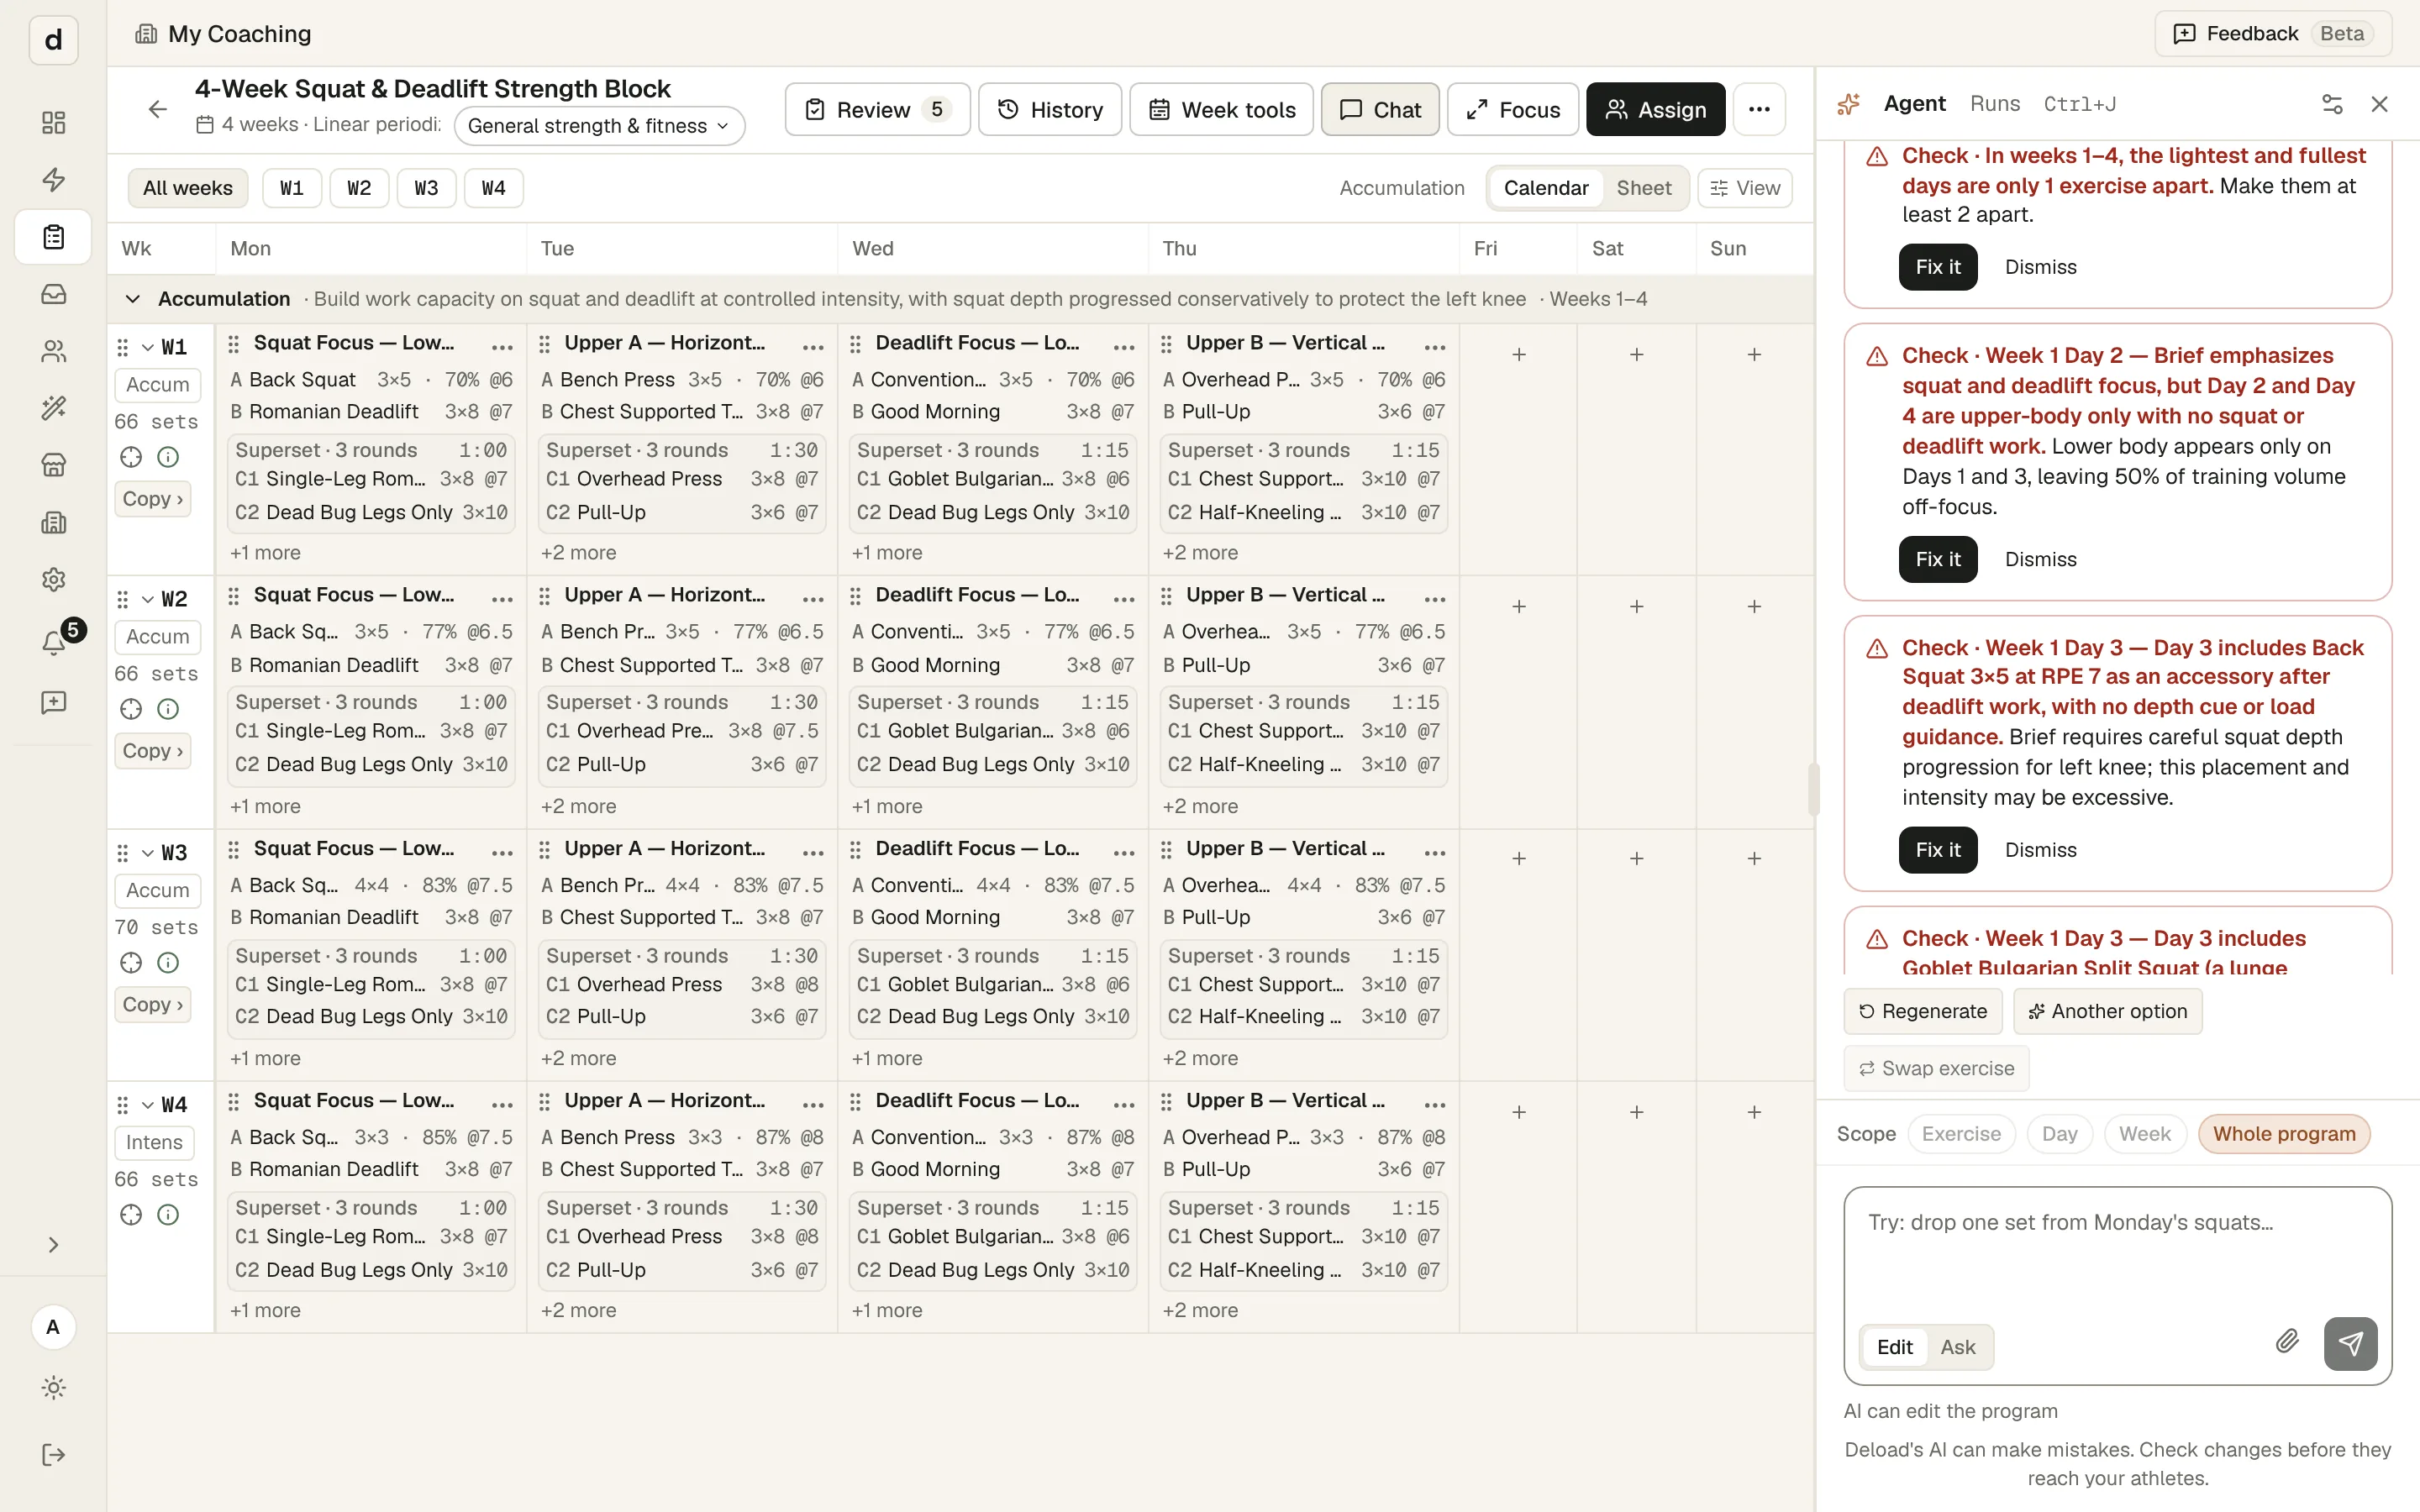 d
My Coaching
Feedback Beta
4-Week Squat & Deadlift Strength Block
4 weeks · Linear periodi:
General strength & fitness
Review 5
History
Week tools
Chat
Focus
Assign
Agent Runs Ctrl+J
All weeks W1 W2 W3 W4
Accumulation
Calendar Sheet
View
Wk Mon Tue Wed Thu Fri Sat Sun
Accumulation · Build work capacity on squat and deadlift at controlled intensity, with squat depth progressed conservatively to protect the left knee · Weeks 1–4
W1
Accum
66 sets
Copy ›
Squat Focus — Low...
A Back Squat 3×5 · 70% @6
B Romanian Deadlift 3×8 @7
Superset · 3 rounds 1:00
C1 Single-Leg Rom... 3×8 @7
C2 Dead Bug Legs Only 3×10
+1 more
Upper A — Horizont...
A Bench Press 3×5 · 70% @6
B Chest Supported T... 3×8 @7
Superset · 3 rounds 1:30
C1 Overhead Press 3×8 @7
C2 Pull-Up 3×6 @7
+2 more
Deadlift Focus — Lo...
A Convention... 3×5 · 70% @6
B Good Morning 3×8 @7
Superset · 3 rounds 1:15
C1 Goblet Bulgarian... 3×8 @6
C2 Dead Bug Legs Only 3×10
+1 more
Upper B — Vertical ...
A Overhead P... 3×5 · 70% @6
B Pull-Up 3×6 @7
Superset · 3 rounds 1:15
C1 Chest Support... 3×10 @7
C2 Half-Kneeling ... 3×10 @7
+2 more
W2
Accum
66 sets
Copy ›
Squat Focus — Low...
A Back Sq... 3×5 · 77% @6.5
B Romanian Deadlift 3×8 @7
Superset · 3 rounds 1:00
C1 Single-Leg Rom... 3×8 @7
C2 Dead Bug Legs Only 3×10
+1 more
Upper A — Horizont...
A Bench Pr... 3×5 · 77% @6.5
B Chest Supported T... 3×8 @7
Superset · 3 rounds 1:30
C1 Overhead Pre... 3×8 @7.5
C2 Pull-Up 3×6 @7
+2 more
Deadlift Focus — Lo...
A Conventi... 3×5 · 77% @6.5
B Good Morning 3×8 @7
Superset · 3 rounds 1:15
C1 Goblet Bulgarian... 3×8 @6
C2 Dead Bug Legs Only 3×10
+1 more
Upper B — Vertical ...
A Overhea... 3×5 · 77% @6.5
B Pull-Up 3×6 @7
Superset · 3 rounds 1:15
C1 Chest Support... 3×10 @7
C2 Half-Kneeling ... 3×10 @7
+2 more
W3
Accum
70 sets
Copy ›
Squat Focus — Low...
A Back Sq... 4×4 · 83% @7.5
B Romanian Deadlift 3×8 @7
Superset · 3 rounds 1:00
C1 Single-Leg Rom... 3×8 @7
C2 Dead Bug Legs Only 3×10
+1 more
Upper A — Horizont...
A Bench Pr... 4×4 · 83% @7.5
B Chest Supported T... 3×8 @7
Superset · 3 rounds 1:30
C1 Overhead Press 3×8 @8
C2 Pull-Up 3×6 @7
+2 more
Deadlift Focus — Lo...
A Conventi... 4×4 · 83% @7.5
B Good Morning 3×8 @7
Superset · 3 rounds 1:15
C1 Goblet Bulgarian... 3×8 @6
C2 Dead Bug Legs Only 3×10
+1 more
Upper B — Vertical ...
A Overhea... 4×4 · 83% @7.5
B Pull-Up 3×6 @7
Superset · 3 rounds 1:15
C1 Chest Support... 3×10 @7
C2 Half-Kneeling ... 3×10 @7
+2 more
W4
Intens
66 sets
Squat Focus — Low...
A Back Sq... 3×3 · 85% @7.5
B Romanian Deadlift 3×8 @7
Superset · 3 rounds 1:00
C1 Single-Leg Rom... 3×8 @7
C2 Dead Bug Legs Only 3×10
+1 more
Upper A — Horizont...
A Bench Press 3×3 · 87% @8
B Chest Supported T... 3×8 @7
Superset · 3 rounds 1:30
C1 Overhead Press 3×8 @8
C2 Pull-Up 3×6 @7
+2 more
Deadlift Focus — Lo...
A Convention... 3×3 · 87% @8
B Good Morning 3×8 @7
Superset · 3 rounds 1:15
C1 Goblet Bulgarian... 3×8 @6
C2 Dead Bug Legs Only 3×10
+1 more
Upper B — Vertical ...
A Overhead P... 3×3 · 87% @8
B Pull-Up 3×6 @7
Superset · 3 rounds 1:15
C1 Chest Support... 3×10 @7
C2 Half-Kneeling ... 3×10 @7
+2 more
5
A
Check · In weeks 1–4, the lightest and fullest
days are only 1 exercise apart. Make them at
least 2 apart.
Fix it Dismiss
Check · Week 1 Day 2 — Brief emphasizes
squat and deadlift focus, but Day 2 and Day
4 are upper-body only with no squat or
deadlift work. Lower body appears only on
Days 1 and 3, leaving 50% of training volume
off-focus.
Fix it Dismiss
Check · Week 1 Day 3 — Day 3 includes Back
Squat 3×5 at RPE 7 as an accessory after
deadlift work, with no depth cue or load
guidance. Brief requires careful squat depth
progression for left knee; this placement and
intensity may be excessive.
Fix it Dismiss
Check · Week 1 Day 3 — Day 3 includes
Goblet Bulgarian Split Squat (a lunge
Regenerate
Another option
Swap exercise
Scope Exercise Day Week Whole program
Try: drop one set from Monday's squats...
Edit Ask
AI can edit the program
Deload's AI can make mistakes. Check changes before they
reach your athletes.